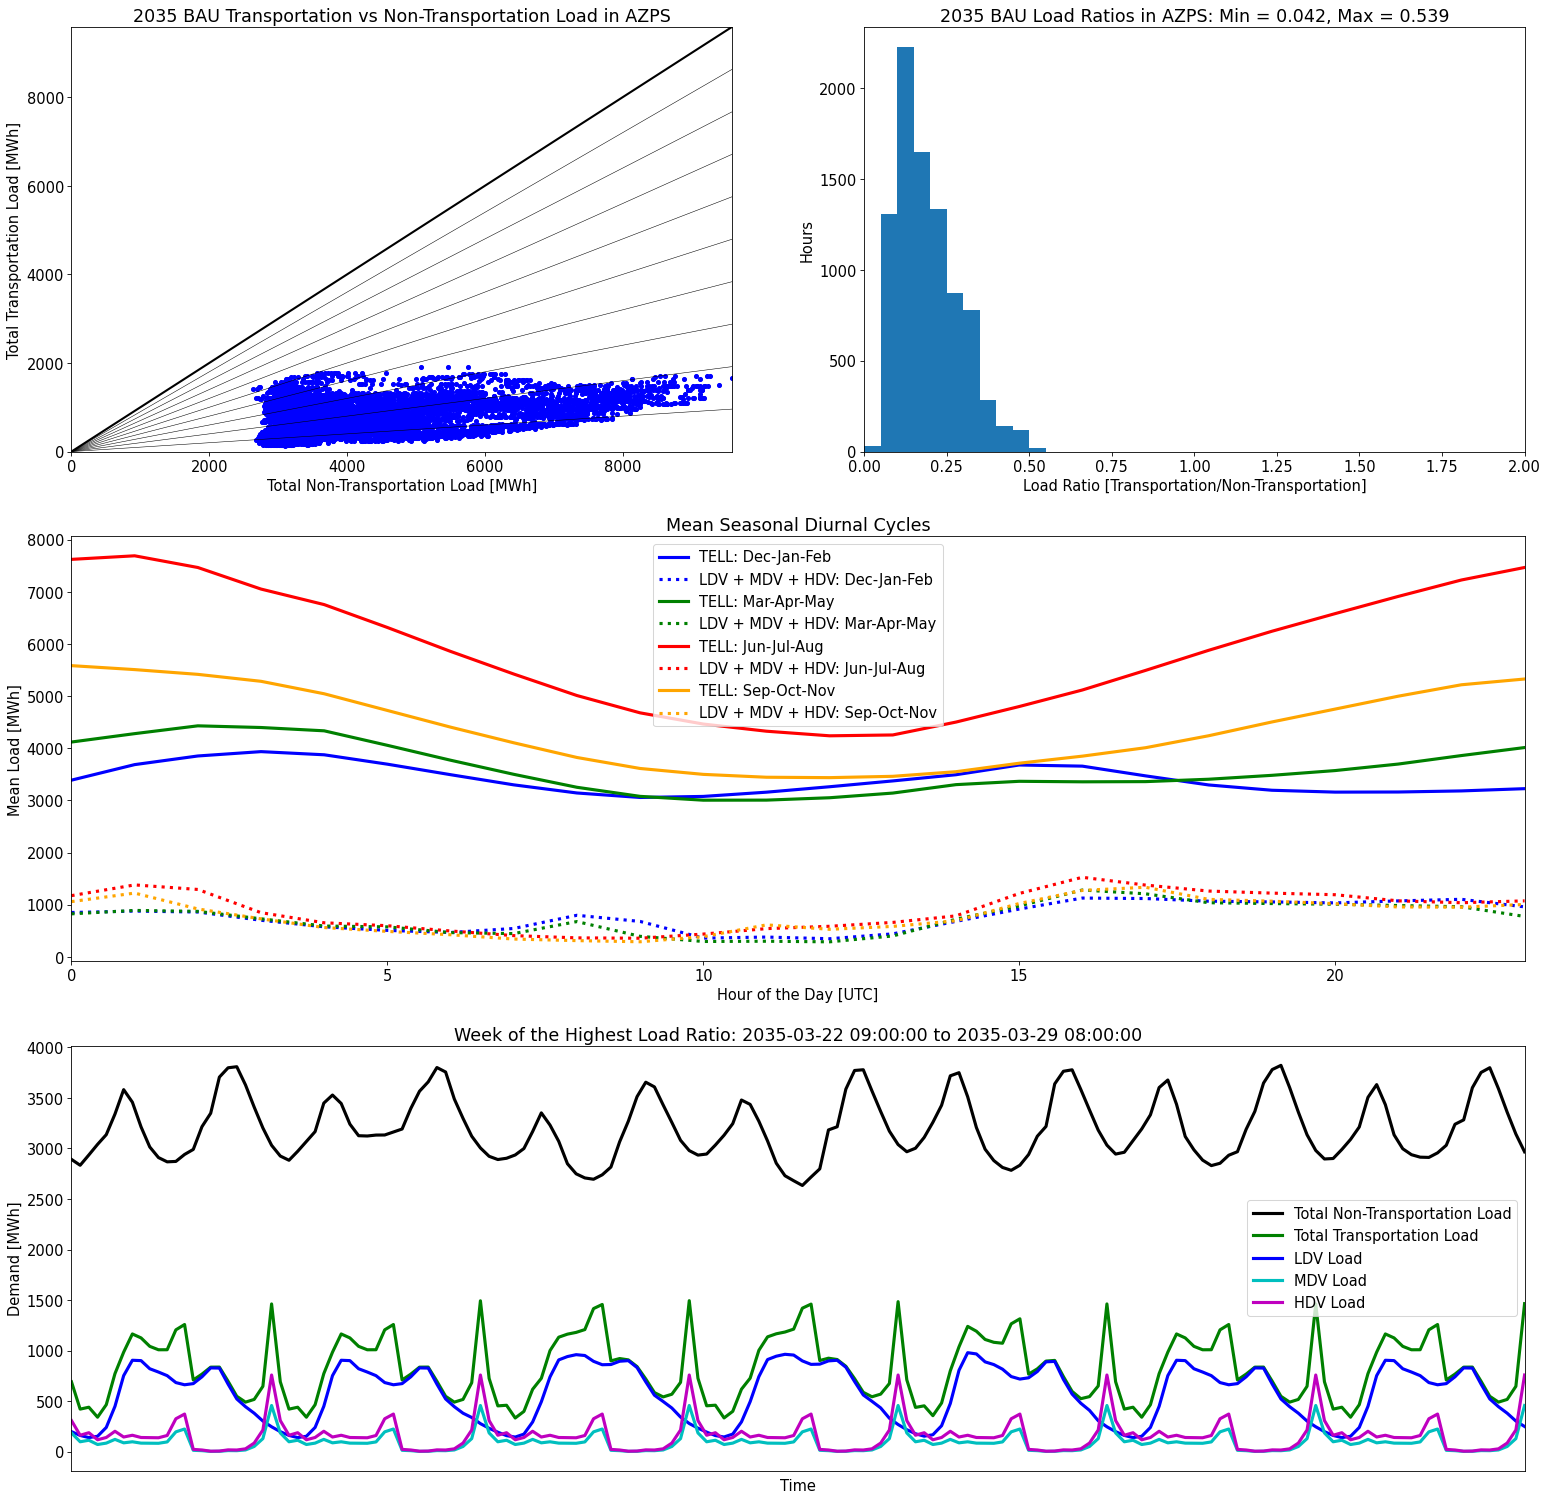 2035 BAU Transportation vs Non-Transportation Load in AZPS
Total Transportation Load [MWh]
8000
6000
4000
2000
0
0 2000 4000 6000 8000
Total Non-Transportation Load [MWh]
2035 BAU Load Ratios in AZPS: Min = 0.042, Max = 0.539
Hours
2000
1500
1000
500
0
0.00 0.25 0.50 0.75 1.00 1.25 1.50 1.75 2.00
Load Ratio [Transportation/Non-Transportation]
Mean Seasonal Diurnal Cycles
Mean Load [MWh]
8000
7000
6000
5000
4000
3000
2000
1000
0
TELL: Dec-Jan-Feb
LDV + MDV + HDV: Dec-Jan-Feb
TELL: Mar-Apr-May
LDV + MDV + HDV: Mar-Apr-May
TELL: Jun-Jul-Aug
LDV + MDV + HDV: Jun-Jul-Aug
TELL: Sep-Oct-Nov
LDV + MDV + HDV: Sep-Oct-Nov
0 5 10 15 20
Hour of the Day [UTC]
Week of the Highest Load Ratio: 2035-03-22 09:00:00 to 2035-03-29 08:00:00
Demand [MWh]
4000
3500
3000
2500
2000
1500
1000
500
0
Total Non-Transportation Load
Total Transportation Load
LDV Load
MDV Load
HDV Load
Time